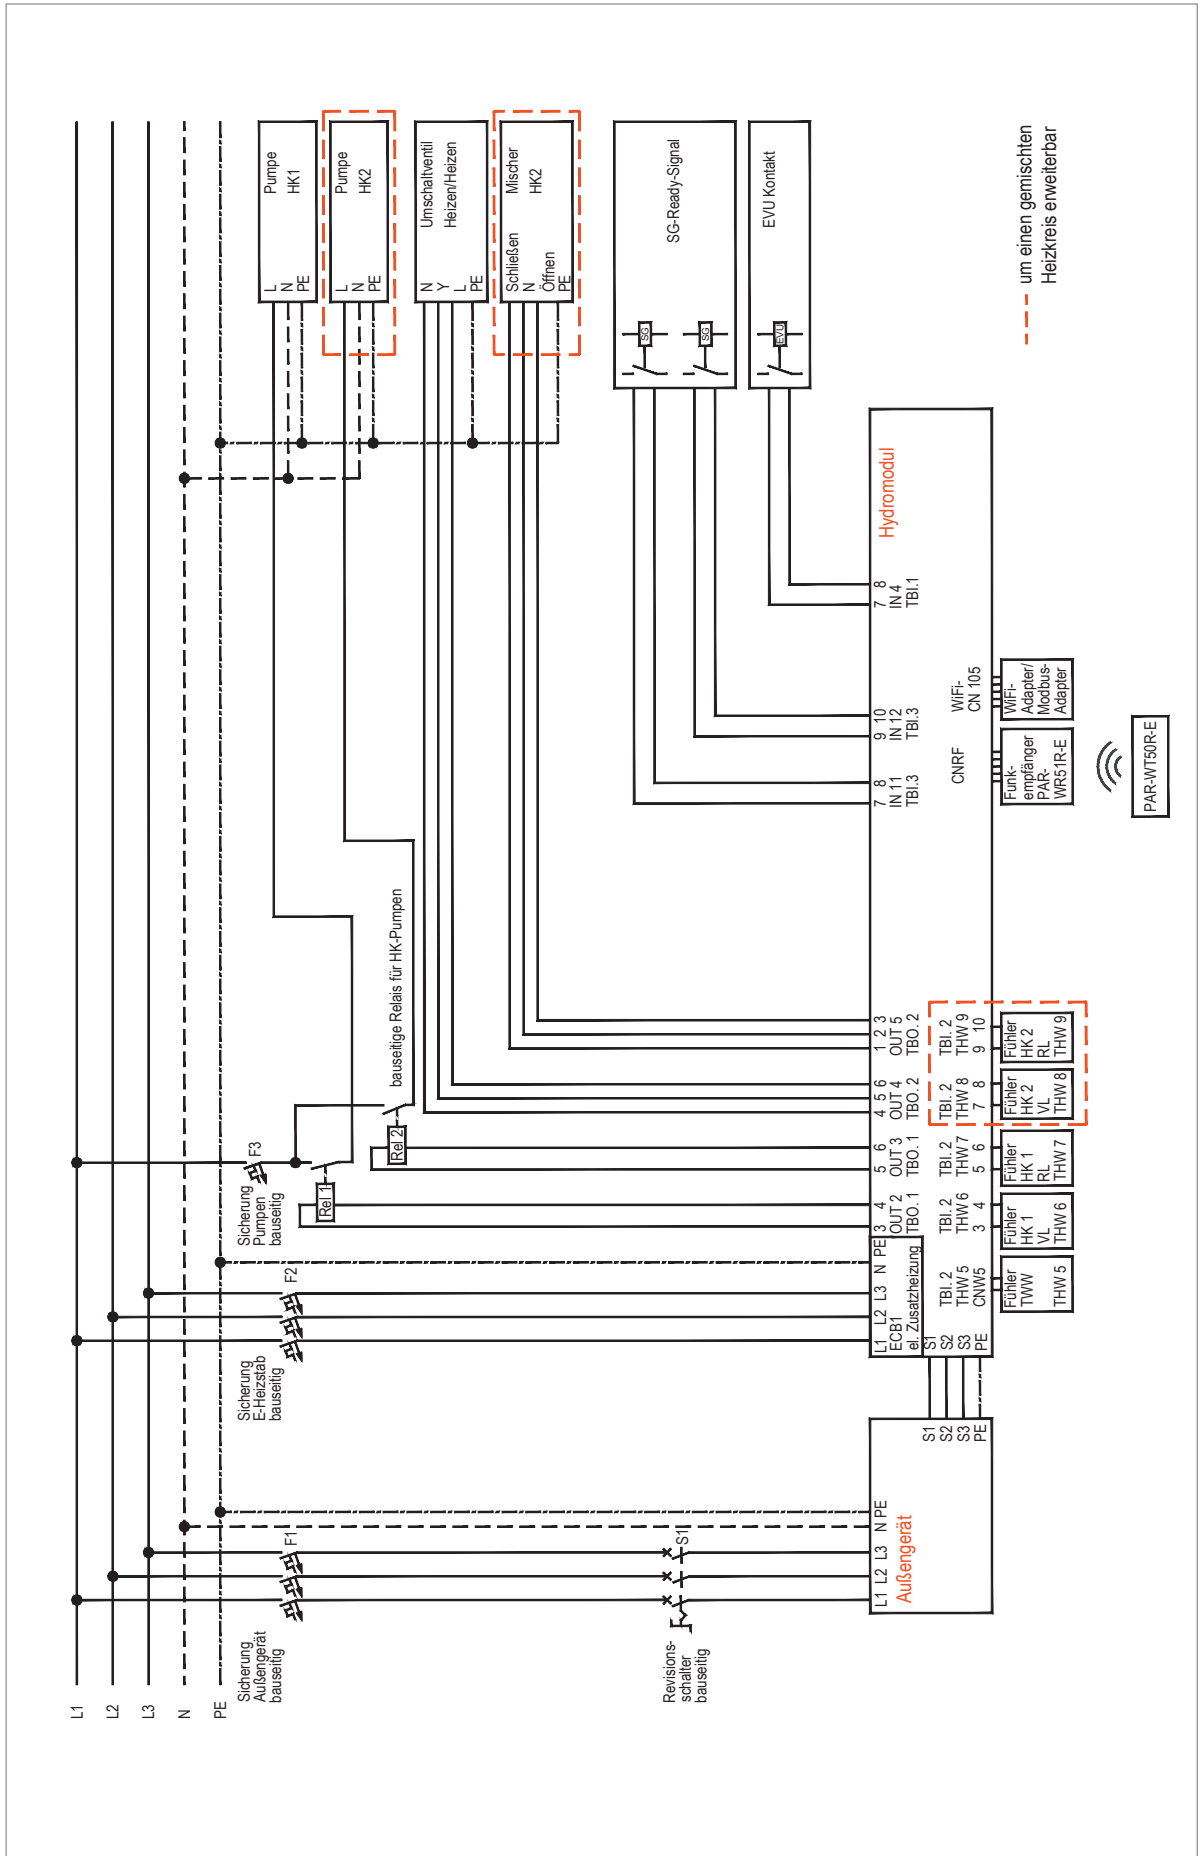 L1
L2
L3
N
PE
Sicherung
Außengerät
bauseitig
F1
Sicherung
E-Heizstab
bauseitig
F2
Sicherung
Pumpen
bauseitig
F3
Rel 1
Rel 2
bauseitige Relais für HK-Pumpen
Pumpe
HK1
L
N
PE
Pumpe
HK2
L
N
PE
Umschaltventil
Heizen/Heizen
N
Y
L
PE
Mischer
HK2
Schließen
N
Öffnen
PE
SG-Ready-Signal
SG
SG
EVU Kontakt
EVU
um einen gemischten
Heizkreis erweiterbar
Revisions-
schalter
bauseitig
S1
L1 L2 L3 N PE
Außengerät
S1
S2
S3
PE
S1
S2
S3
PE
L1 L2 L3 N PE
ECB1
el. Zusatzheizung
3 4
OUT 2
TBO. 1
5 6
OUT 3
TBO. 1
4 5 6
OUT 4
TBO. 2
1 2 3
OUT 5
TBO. 2
7 8
IN 11
TBI.3
9 10
IN 12
TBI.3
7 8
IN 4
TBI.1
Hydromodul
TBI. 2
THW 5
CNW5
TBI. 2
THW 6
3 4
TBI. 2
THW 7
5 6
TBI. 2
THW 8
7 8
TBI. 2
THW 9
9 10
CNRF
WiFi-
CN 105
Fühler
TWW
THW 5
Fühler
HK 1
VL
THW 6
Fühler
HK 1
RL
THW 7
Fühler
HK 2
VL
THW 8
Fühler
HK 2
RL
THW 9
Funk-
empfänger
PAR-
WR51R-E
WiFi-
Adapter/
Modbus-
Adapter
PAR-WT50R-E